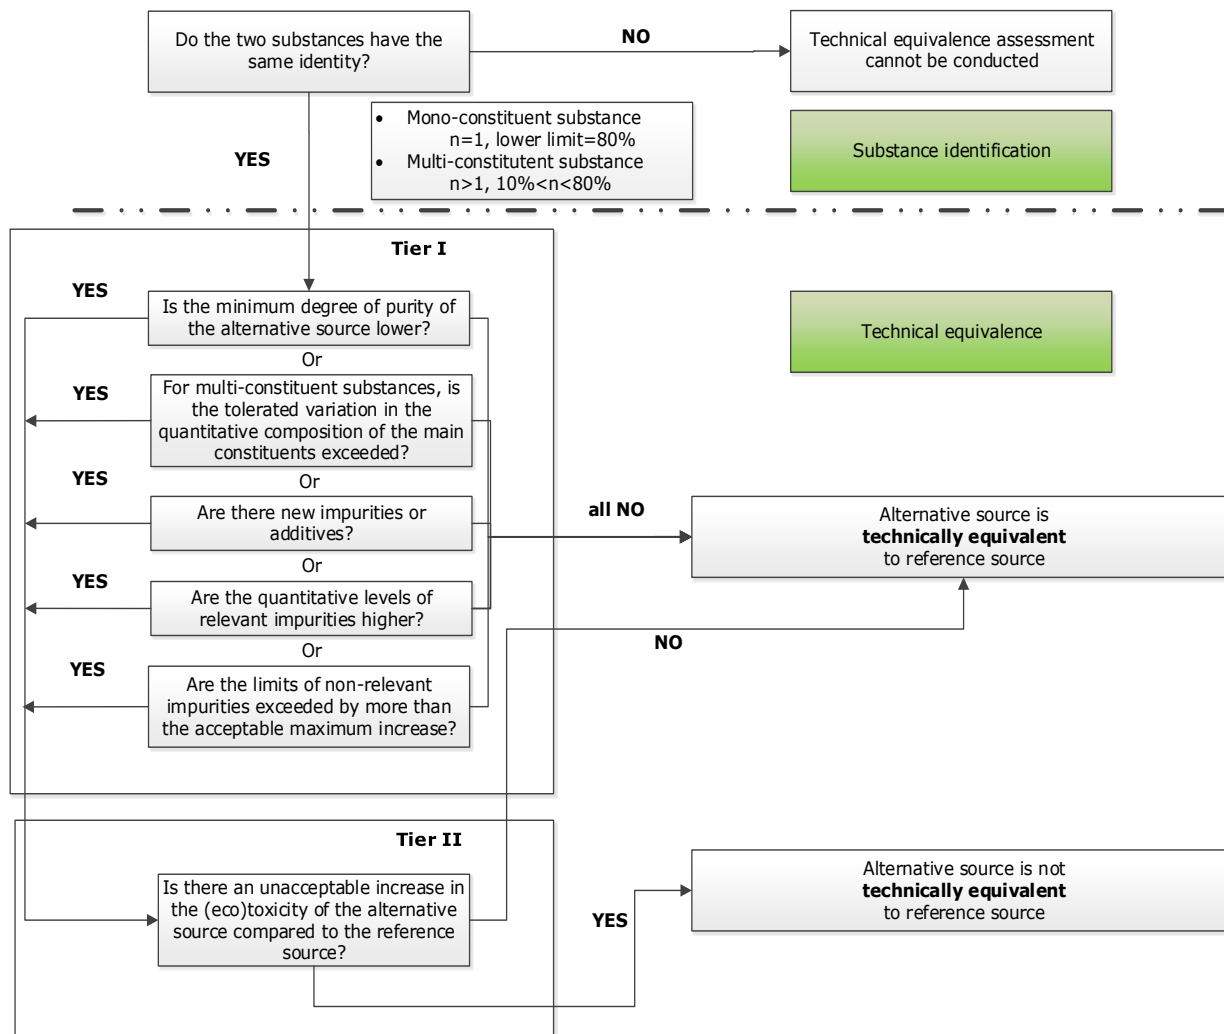 Do the two substances have the
same identity?
NO
Technical equivalence assessment
cannot be conducted
YES
• Mono-constituent substance
n=1, lower limit=80%
• Multi-constitutent substance
n>1, 10%<n<80%
Substance identification
Tier I
YES
Is the minimum degree of purity of
the alternative source lower?
Technical equivalence
Or
YES
For multi-constituent substances, is
the tolerated variation in the
quantitative composition of the main
constituents exceeded?
Or
YES
Are there new impurities or
additives?
all NO
Alternative source is
technically equivalent
to reference source
Or
YES
Are the quantitative levels of
relevant impurities higher?
NO
Or
YES
Are the limits of non-relevant
impurities exceeded by more than
the acceptable maximum increase?
Tier II
Is there an unacceptable increase in
the (eco)toxicity of the alternative
source compared to the reference
source?
YES
Alternative source is not
technically equivalent
to reference source